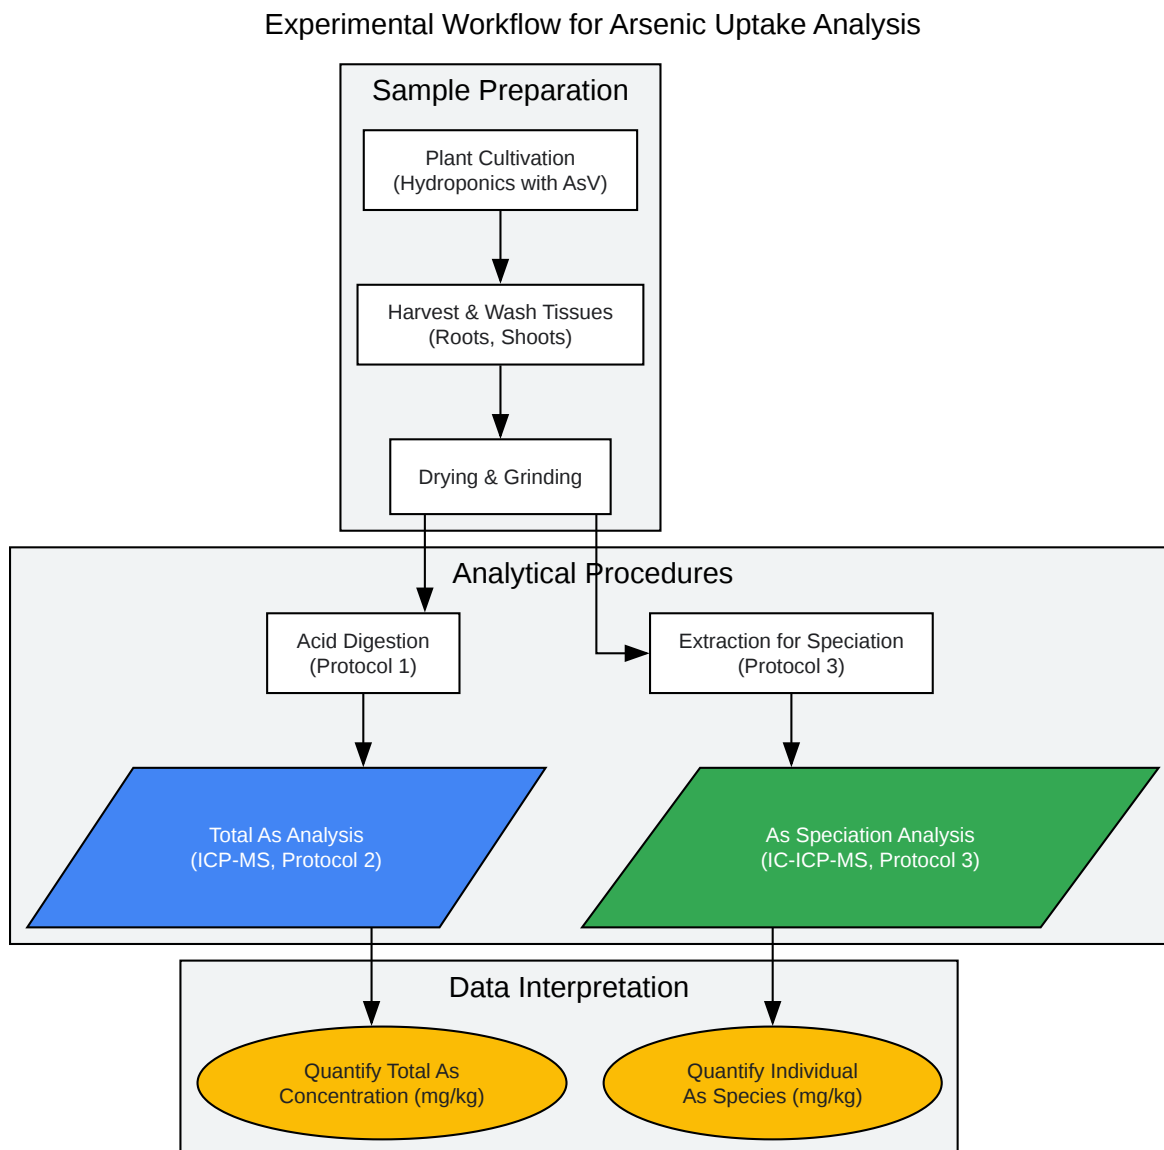 Experimental Workflow for Arsenic Uptake Analysis
Sample Preparation
Plant Cultivation
(Hydroponics with AsV)
Harvest & Wash Tissues
(Roots, Shoots)
Drying & Grinding
Analytical Procedures
Acid Digestion
(Protocol 1)
Extraction for Speciation
(Protocol 3)
Total As Analysis
(ICP-MS, Protocol 2)
As Speciation Analysis
(IC-ICP-MS, Protocol 3)
Data Interpretation
Quantify Total As
Concentration (mg/kg)
Quantify Individual
As Species (mg/kg)